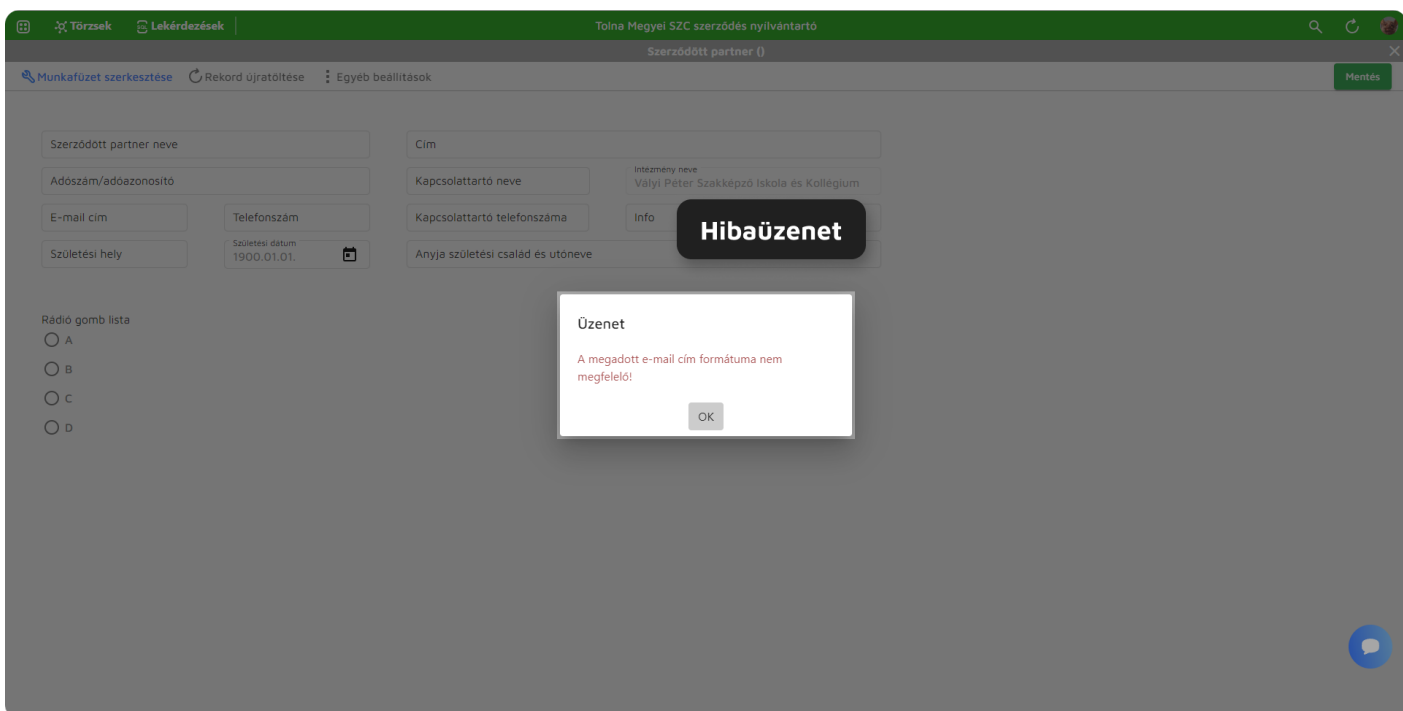 Törzsek Lekérdezések Tolna Megyei SZC szerződés nyilvántartó
Szerződött partner ()
Munkafüzet szerkesztése Rekord újratöltése Egyéb beállítások Mentés
Szerződött partner neve Cím
Adószám/adóazonosító Kapcsolattartó neve Intézmény neve
Vályi Péter Szakképző Iskola és Kollégium
E-mail cím Telefonszám Kapcsolattartó telefonszáma Info
Hibaüzenet
Születési hely Születési dátum
1900.01.01. Anyja születési család és utóneve
Rádió gomb lista
A
B
C
D
Üzenet
A megadott e-mail cím formátuma nem
megfelelő!
OK